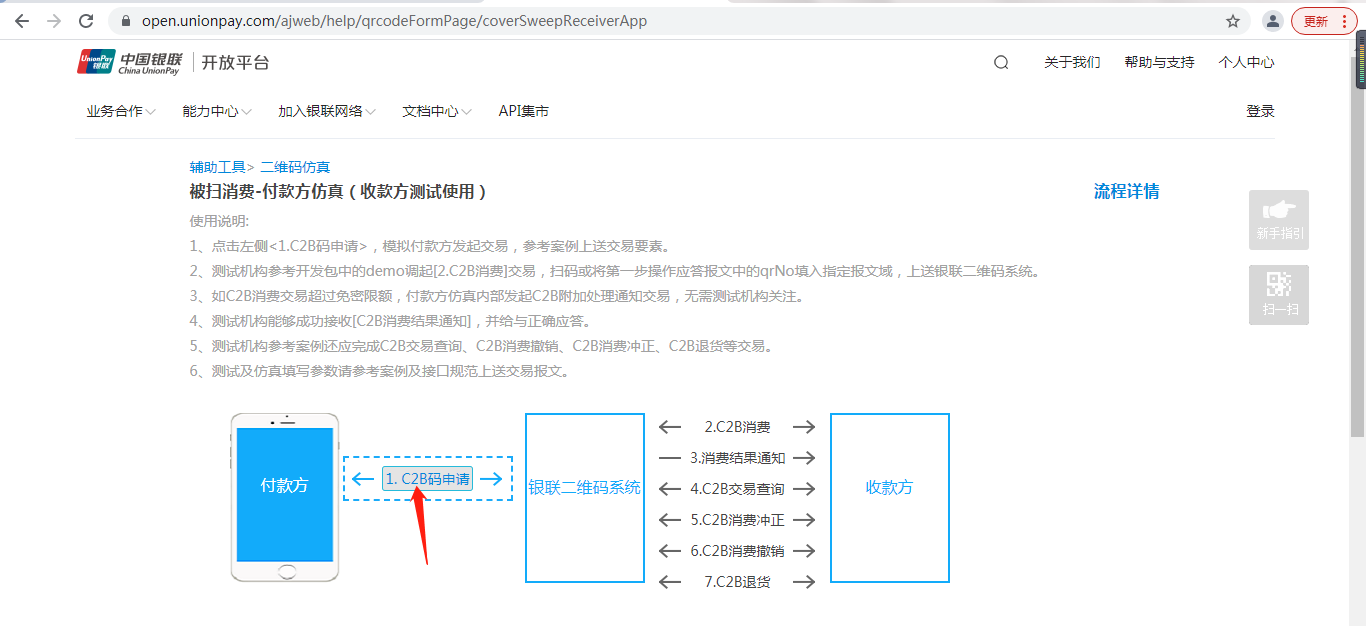 open.unionpay.com/ajweb/help/qrcodeFormPage/coverSweepReceiverApp
更新
UnionPay
银联
中国银联
China UnionPay
开放平台
关于我们
帮助与支持
个人中心
业务合作
能力中心
加入银联网络
文档中心
API集市
登录
辅助工具> 二维码仿真
被扫消费-付款方仿真（收款方测试使用）
流程详情
使用说明:
1、点击左侧<1.C2B码申请>，模拟付款方发起交易，参考案例上送交易要素。
2、测试机构参考开发包中的demo调起[2.C2B消费]交易，扫码或将第一步操作应答报文中的qrNo填入指定报文域，上送银联二维码系统。
3、如C2B消费交易超过免密限额，付款方仿真内部发起C2B附加处理通知交易，无需测试机构关注。
4、测试机构能够成功接收[C2B消费结果通知]，并给与正确应答。
5、测试机构参考案例还应完成C2B交易查询、C2B消费撤销、C2B消费冲正、C2B退货等交易。
6、测试及仿真填写参数请参考案例及接口规范上送交易报文。
新手指引
扫一扫
付款方
1. C2B码申请
银联二维码系统
2.C2B消费
3.消费结果通知
4.C2B交易查询
5.C2B消费冲正
6.C2B消费撤销
7.C2B退货
收款方